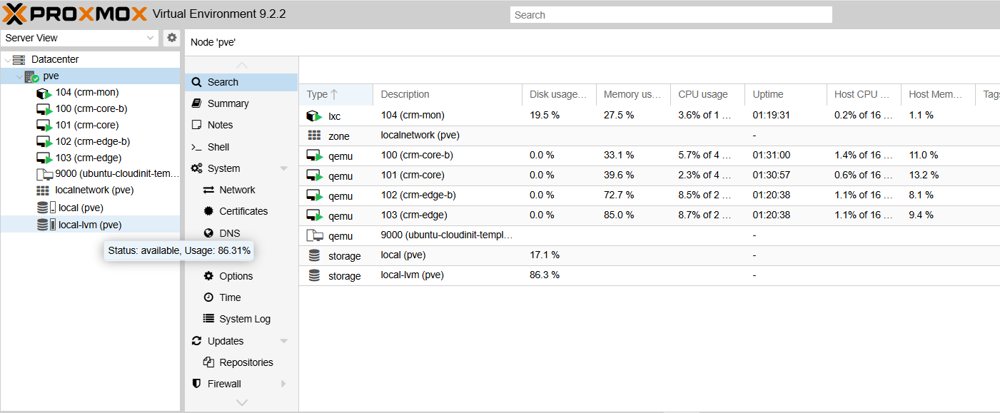 PROXMOX Virtual Environment 9.2.2
Search
Server View
Datacenter
pve
104 (crm-mon)
100 (crm-core-b)
101 (crm-core)
102 (crm-edge-b)
103 (crm-edge)
9000 (ubuntu-cloudinit-tem...
localnetwork (pve)
local (pve)
local-lvm (pve)
Status: available, Usage: 86.31%
Node 'pve'
Search
Summary
Notes
Shell
System
Network
Certificates
DNS
Options
Time
System Log
Updates
Repositories
Firewall
Type Description Disk usage... Memory us... CPU usage Uptime Host CPU ... Host Mem... Tags
lxc 104 (crm-mon) 19.5 % 27.5 % 3.6% of 1 ... 01:19:31 0.2% of 16 ... 1.1 %
zone localnetwork (pve) -
qemu 100 (crm-core-b) 0.0 % 33.1 % 5.7% of 4 ... 01:31:00 1.4% of 16 ... 11.0 %
qemu 101 (crm-core) 0.0 % 39.6 % 2.3% of 4 ... 01:30:57 0.6% of 16 ... 13.2 %
qemu 102 (crm-edge-b) 0.0 % 72.7 % 8.5% of 2 ... 01:20:38 1.1% of 16 ... 8.1 %
qemu 103 (crm-edge) 0.0 % 85.0 % 8.7% of 2 ... 01:20:38 1.1% of 16 ... 9.4 %
qemu 9000 (ubuntu-cloudinit-templ... -
storage local (pve) 17.1 % -
storage local-lvm (pve) 86.3 % -